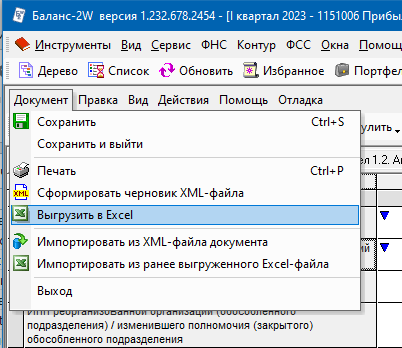 Баланс-2W версия 1.232.678.2454 - [I квартал 2023 - 1151006 Прибы
Инструменты Вид Сервис ФНС Контур ФСС Окна Помощ
Дерево Список Обновить Избранное Портфел
Документ Правка Вид Действия Помощь Отладка
Сохранить Ctrl+S
улить
Сохранить и выйти
Печать Ctrl+P
ел 1.2. А
Сформировать черновик XML-файла
Выгрузить в Excel
Импортировать из XML-файла документа
ий
Импортировать из ранее выгруженного Excel-файла
Выход
ИНН реорганизованной организации (обособленного
подразделения) / изменившего полномочия (закрытого)
обособленного подразделения